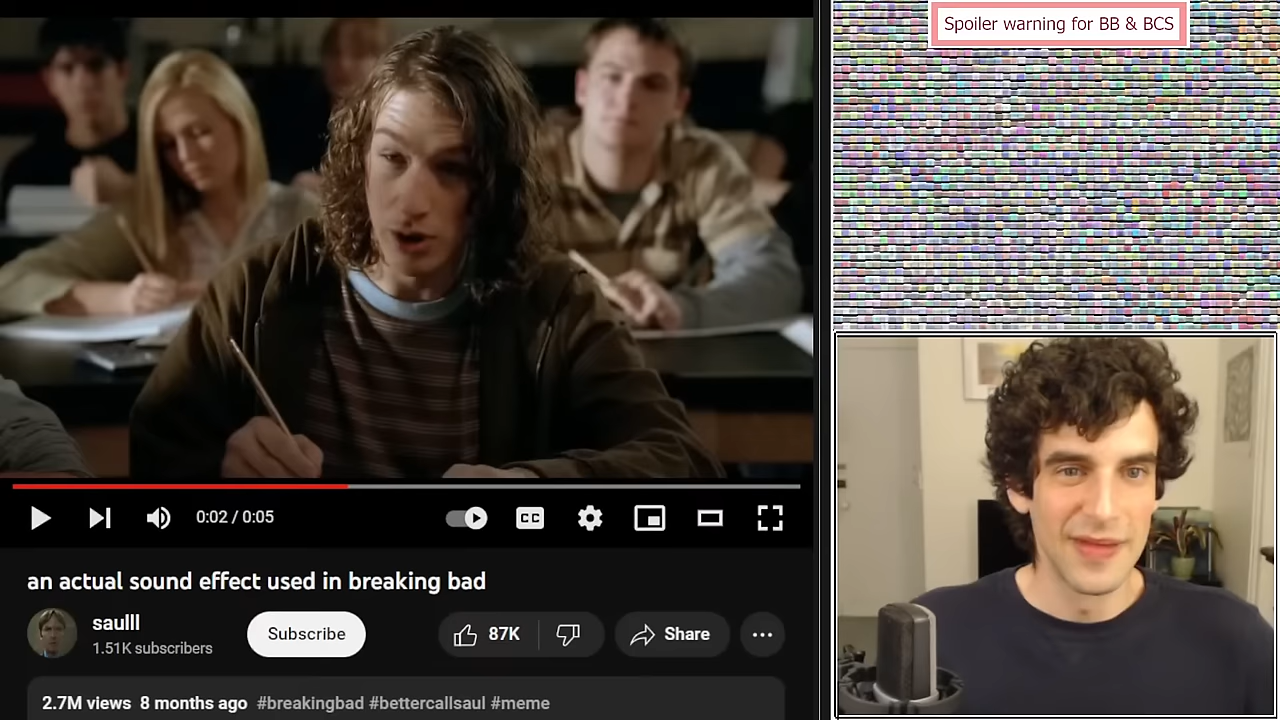 Spoiler warning for BB & BCS
0:02 / 0:05
CC
an actual sound effect used in breaking bad
saulll
1.51K subscribers
Subscribe
87K
Share
2.7M views 8 months ago #breakingbad #bettercallsaul #meme